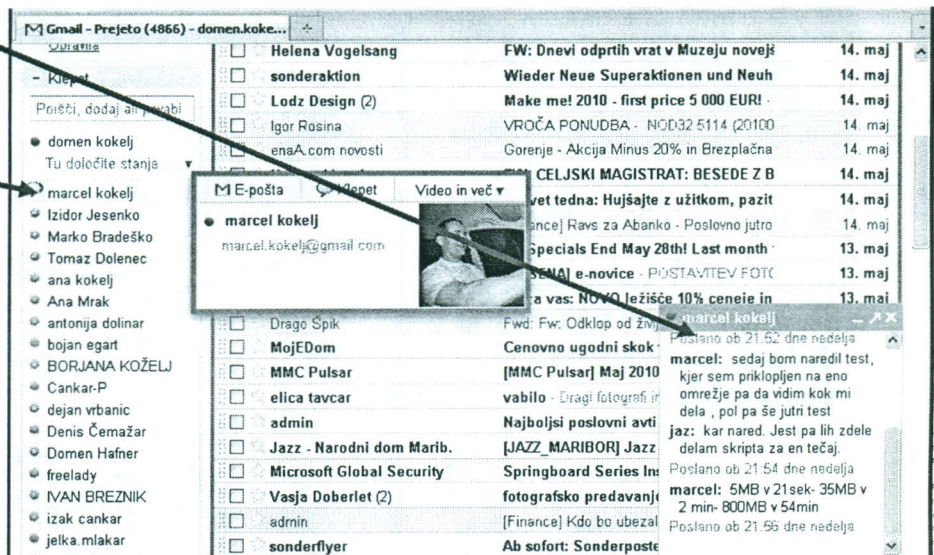 Gmail - Prejeto (4866) - domen.koke...
Opravila
Klepet
Poišči, dodaj ali povabi
domen kokelj
Tu določite stanje
marcel kokelj
Izidor Jesenko
Marko Bradeško
Tomaz Dolenec
ana kokelj
Ana Mrak
antonija dolinar
bojan egart
BORJANA KOŽELJ
Cankar-P
dejan vrbanic
Denis Čemažar
Domen Hafner
freelady
IVAN BREZNIK
izak cankar
jelka.mlakar
Helena Vogelsang FW: Dnevi odprtih vrat v Muzeju novejš 14. maj
sonderaktion Wieder Neue Superaktionen und Neuh 14. maj
Lodz Design (2) Make me! 2010 - first price 5 000 EUR! - 14. maj
Igor Rosina VROČA PONUDBA - NOD32 5114 (20100 14. maj
enaA.com novosti Gorenje - Akcija Minus 20% in Brezplačna 14. maj
CELJSKI MAGISTRAT: BESEDE Z B 14. maj
vet tedna: Hujšajte z užitkom, pazit 14. maj
nce] Ravs za Abanko - Poslovno jutro 14. maj
Specials End May 28th! Last month 13. maj
e-novice - POSTAVITEV FOTO 13. maj
a vas: NOVO ležišče 10% ceneje in 13. maj
M E-pošta Klepet Video in več ▾
marcel kokelj
marcel.kokelj@gmail.com
Drago Špik Fwd: Fw: Odklop od živ
MojEDom Cenovno ugodni skok
MMC Pulsar [MMC Pulsar] Maj 2010
elica tavcar vabilo - Dragi fotografi in
admin Najboljsi poslovni avti
Jazz - Narodni dom Marib. [JAZZ_MARIBOR] Jazz
Microsoft Global Security Springboard Series Ins
Vasja Doberlet (2) fotografsko predavanje
admin [Finance] Kdo bo ubezal
sonderflyer Ab sofort: Sonderposte
marcel kokelj
Poslano ob 21:52 dne nedelja
marcel: sedaj bom naredil test,
kjer sem priklopljen na eno
omrežje pa da vidim kok mi
dela , pol pa še jutri test
jaz: kar nared. Jest pa lih zdele
delam skripta za en tečaj.
Poslano ob 21:54 dne nedelja
marcel: 5MB v 21sek- 35MB v
2 min- 800MB v 54min
Poslano ob 21:56 dne nedelja